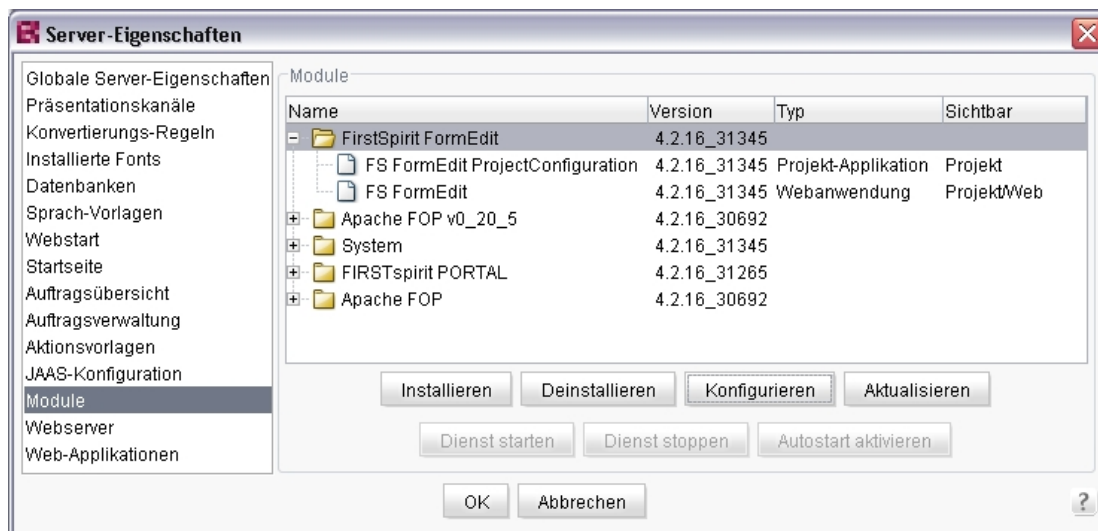 Server-Eigenschaften
Globale Server-Eigenschaften
Präsentationskanäle
Konvertierungs-Regeln
Installierte Fonts
Datenbanken
Sprach-Vorlagen
Webstart
Startseite
Auftragsübersicht
Auftragsverwaltung
Aktionsvorlagen
JAAS-Konfiguration
Module
Webserver
Web-Applikationen
Module
Name Version Typ Sichtbar
FirstSpirit FormEdit 4.2.16_31345
FS FormEdit ProjectConfiguration 4.2.16_31345 Projekt-Applikation Projekt
FS FormEdit 4.2.16_31345 Webanwendung Projekt/Web
Apache FOP v0_20_5 4.2.16_30692
System 4.2.16_31345
FIRSTspirit PORTAL 4.2.16_31265
Apache FOP 4.2.16_30692
Installieren Deinstallieren Konfigurieren Aktualisieren
Dienst starten Dienst stoppen Autostart aktivieren
OK Abbrechen ?